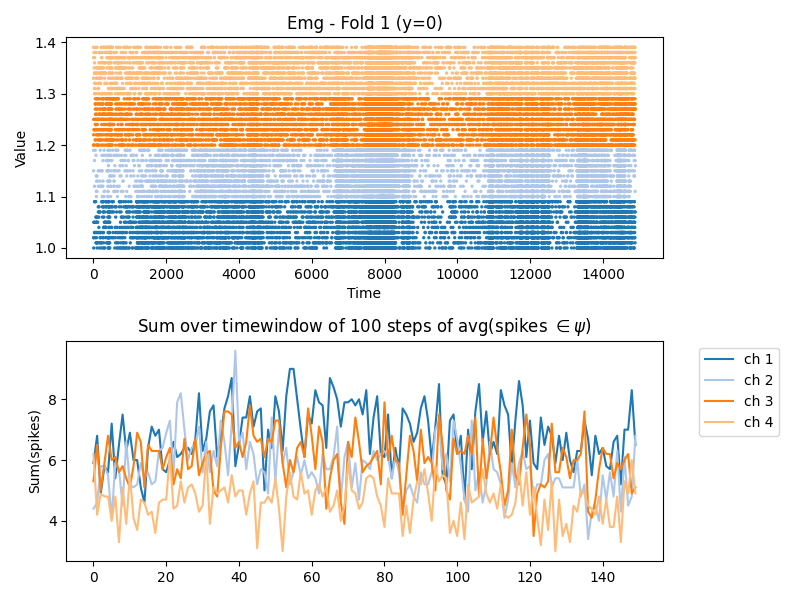 Emg - Fold 1 (y=0)
1.4
1.3
1.2
1.1
1.0
Value
0 2000 4000 6000 8000 10000 12000 14000
Time
Sum over timewindow of 100 steps of avg(spikes ∈ ψ)
8
6
4
Sum(spikes)
0 20 40 60 80 100 120 140
ch 1
ch 2
ch 3
ch 4